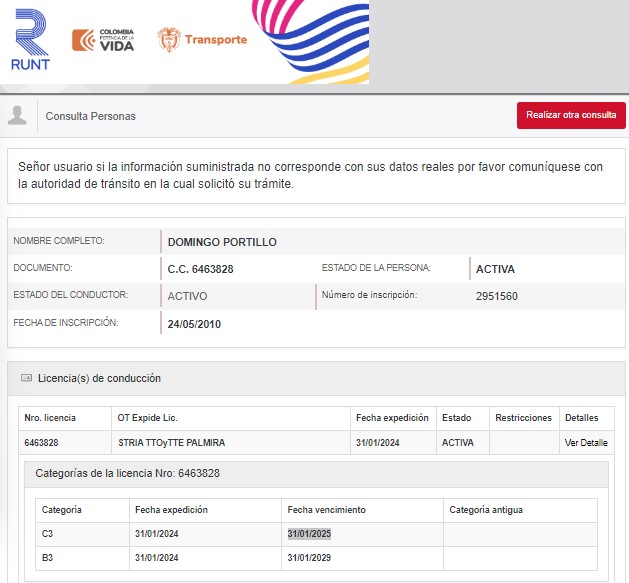 RUNT
COLOMBIA
POTENCIA DE LA
VIDA
Transporte
Consulta Personas
Realizar otra consulta
Señor usuario si la información suministrada no corresponde con sus datos reales por favor comuníquese con
la autoridad de tránsito en la cual solicitó su trámite.
NOMBRE COMPLETO: DOMINGO PORTILLO
DOCUMENTO: C.C. 6463828 ESTADO DE LA PERSONA: ACTIVA
ESTADO DEL CONDUCTOR: ACTIVO Número de inscripción: 2951560
FECHA DE INSCRIPCIÓN: 24/05/2010
Licencia(s) de conducción
Nro. licencia OT Expide Lic. Fecha expedición Estado Restricciones Detalles
6463828 STRIA TTOyTTE PALMIRA 31/01/2024 ACTIVA Ver Detalle
Categorías de la licencia Nro: 6463828
Categoría Fecha expedición Fecha vencimiento Categoría antigua
C3 31/01/2024 31/01/2025
B3 31/01/2024 31/01/2029